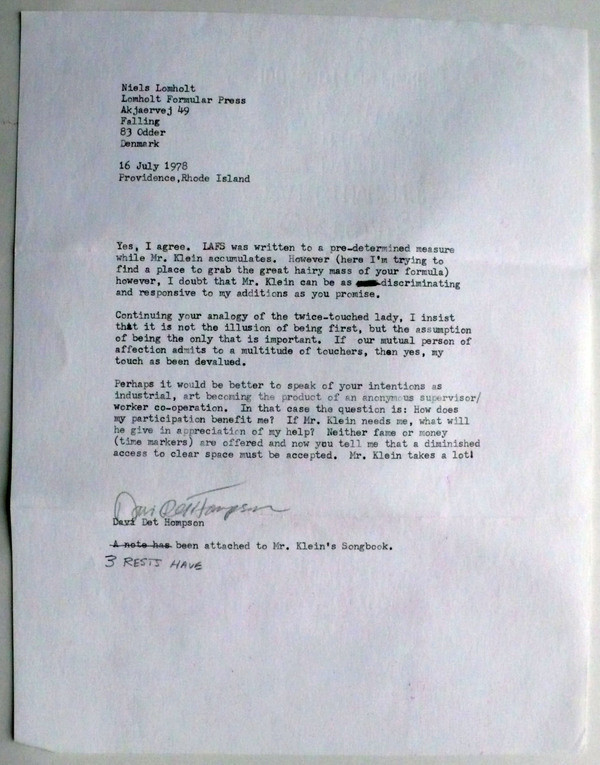 Niels Lomholt
Lomholt Formular Press
Akjaervej 49
Falling
83 Odder
Denmark
16 July 1978
Providence,Rhode Island
Yes, I agree. LAFS was written to a pre-determined measure
while Mr. Klein accumulates. However (here I'm trying to
find a place to grab the great hairy mass of your formula)
however, I doubt that Mr. Klein can be as discriminating
and responsive to my additions as you promise.
Continuing your analogy of the twice-touched lady, I insist
that it is not the illusion of being first, but the assumption
of being the only that is important. If our mutual person of
affection admits to a multitude of touchers, then yes, my
touch as been devalued.
Perhaps it would be better to speak of your intentions as
industrial, art becoming the product of an anonymous supervisor/
worker co-operation. In that case the question is: How does
my participation benefit me? If Mr. Klein needs me, what will
he give in appreciation of my help? Neither fame or money
(time markers) are offered and now you tell me that a diminished
access to clear space must be accepted. Mr. Klein takes a lot!
Davi Det Hompson
Davi Det Hompson
A note has been attached to Mr. Klein's Songbook.
3 RESTS HAVE